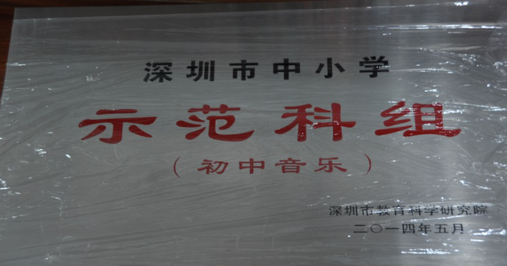 深圳市中小学
示范科组
（初中音乐）
深圳市教育科学研究院
二〇一四年五月